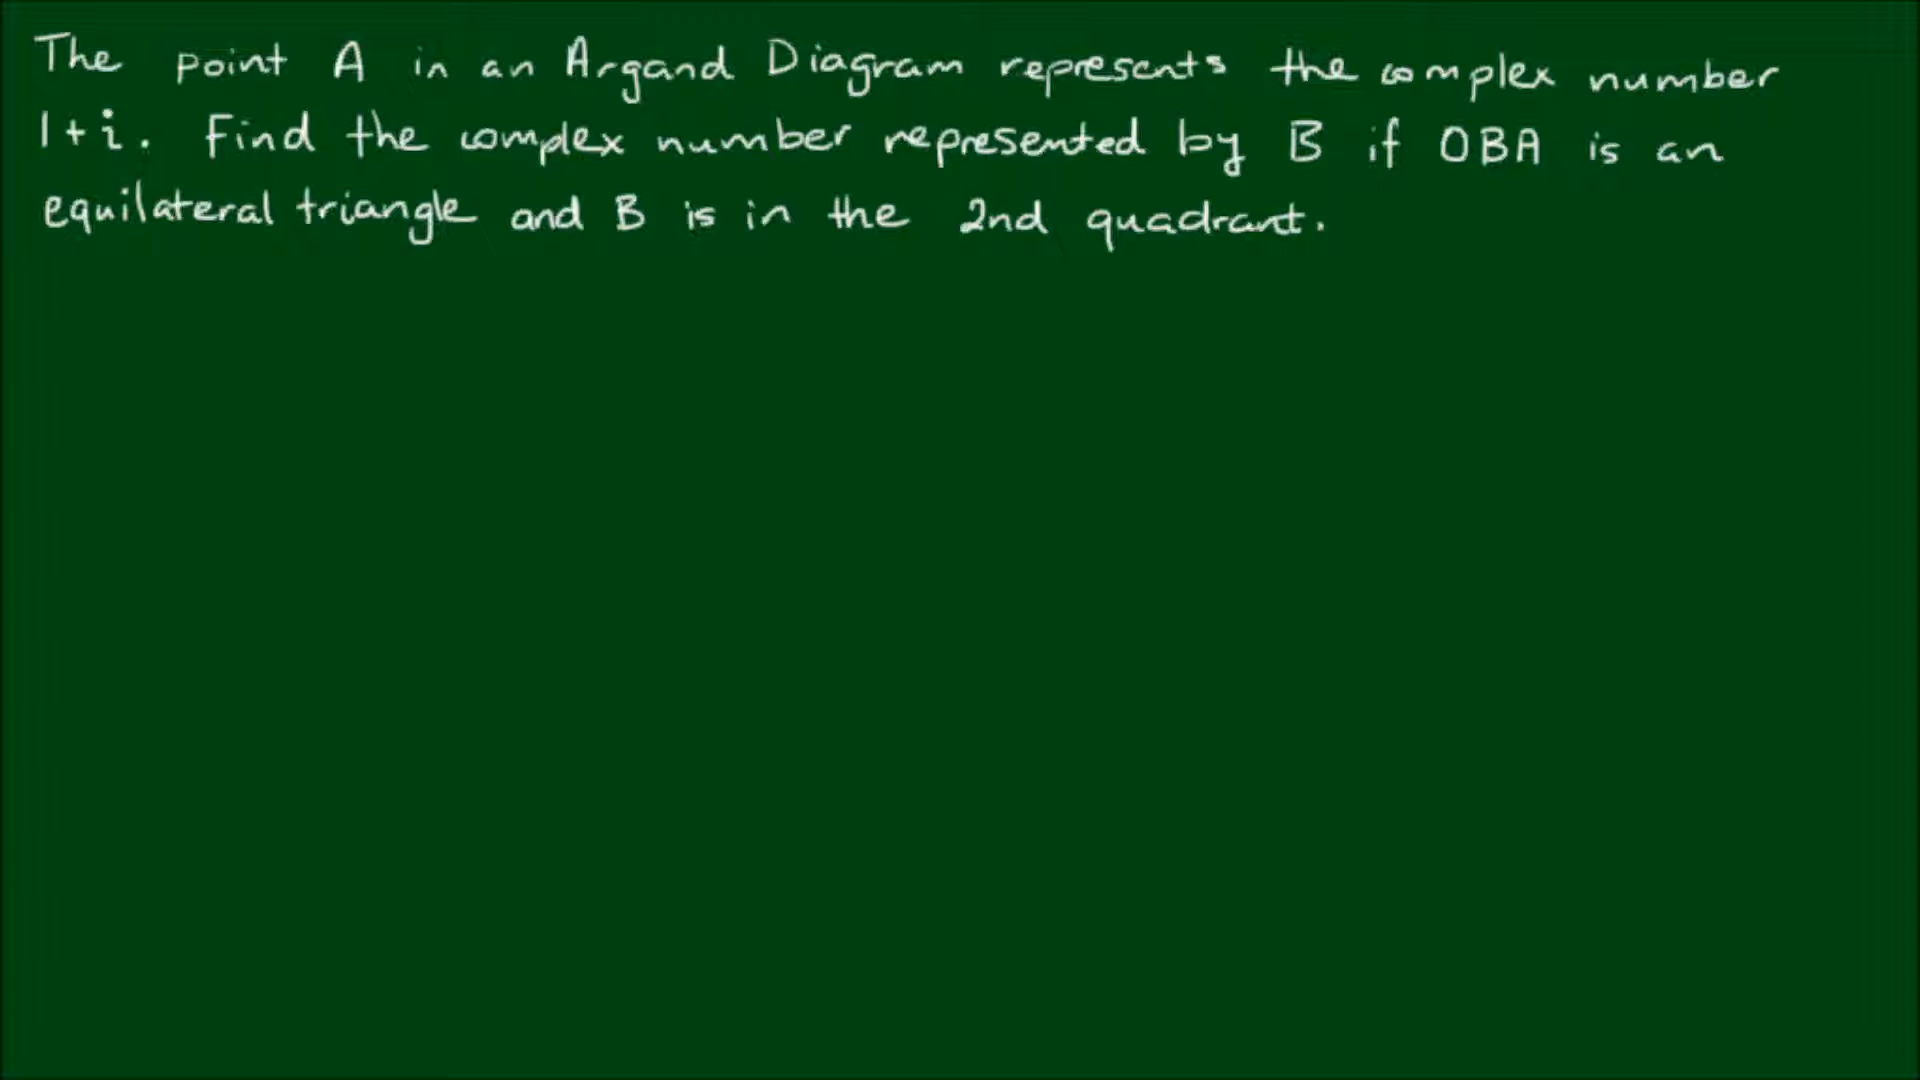 The point A in an Argand Diagram represents the complex number
1+i. Find the complex number represented by B if OBA is an
equilateral triangle and B is in the 2nd quadrant.